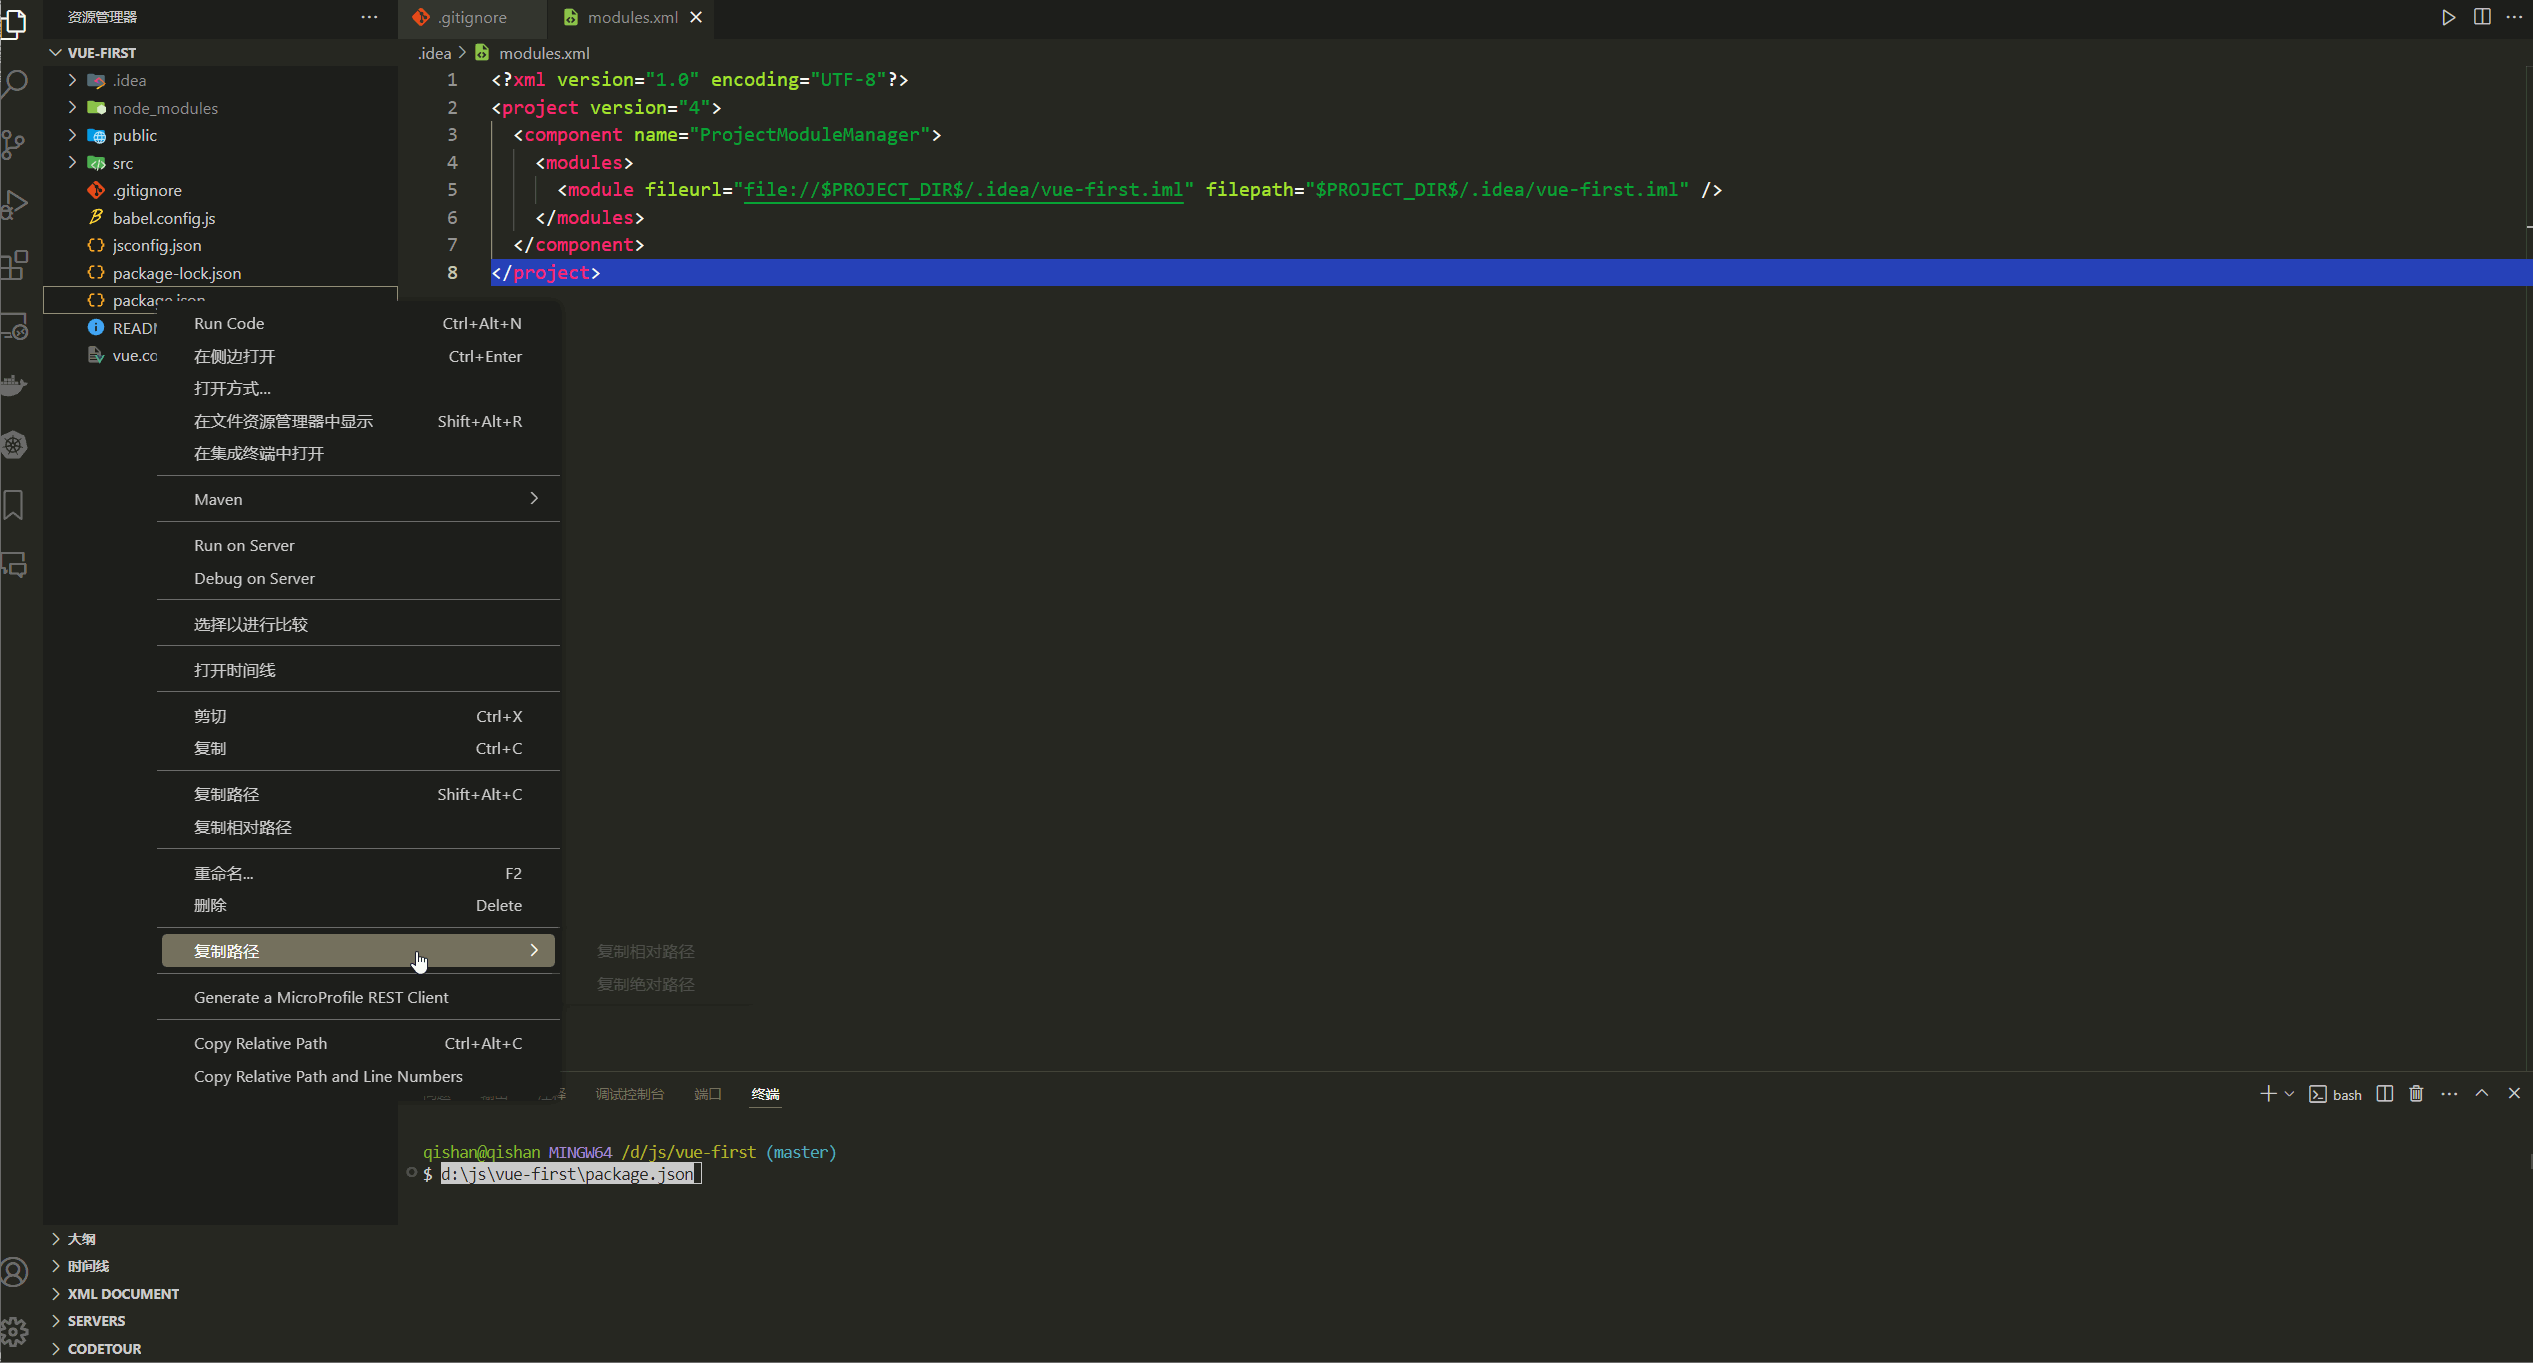 资源管理器
VUE-FIRST
.idea
node_modules
public
src
.gitignore
babel.config.js
jsconfig.json
package-lock.json
package.json
.gitignore
modules.xml
.idea > modules.xml
1 <?xml version="1.0" encoding="UTF-8"?>
2 <project version="4">
3 <component name="ProjectModuleManager">
4 <modules>
5 <module fileurl="file://$PROJECT_DIR$/.idea/vue-first.iml" filepath="$PROJECT_DIR$/.idea/vue-first.iml" />
6 </modules>
7 </component>
8 </project>
Run Code Ctrl+Alt+N
在侧边打开 Ctrl+Enter
打开方式...
在文件资源管理器中显示 Shift+Alt+R
在集成终端中打开
Maven
Run on Server
Debug on Server
选择以进行比较
打开时间线
剪切 Ctrl+X
复制 Ctrl+C
复制路径 Shift+Alt+C
复制相对路径
重命名... F2
删除 Delete
复制路径
复制相对路径
复制绝对路径
Generate a MicroProfile REST Client
Copy Relative Path Ctrl+Alt+C
Copy Relative Path and Line Numbers
调试控制台 端口 终端
bash
qishan@qishan MINGW64 /d/js/vue-first (master)
$ d:\js\vue-first\package.json
大纲
时间线
XML DOCUMENT
SERVERS
CODETOUR